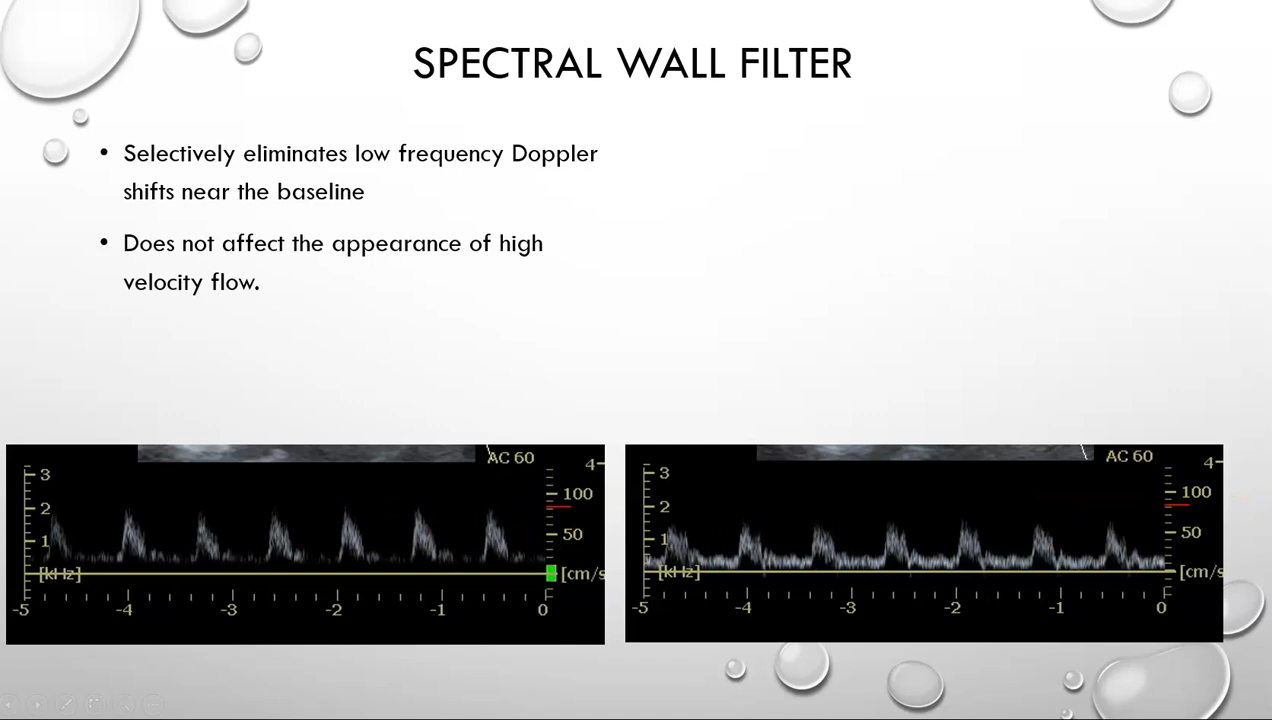 SPECTRAL WALL FILTER
• Selectively eliminates low frequency Doppler
shifts near the baseline
• Does not affect the appearance of high
velocity flow.
AC 60
4
3
100
2
50
1
[kHz]
[cm/s
-5 -4 -3 -2 -1 0
AC 60
4
3
100
2
50
1
[kHz]
[cm/s
-5 -4 -3 -2 -1 0